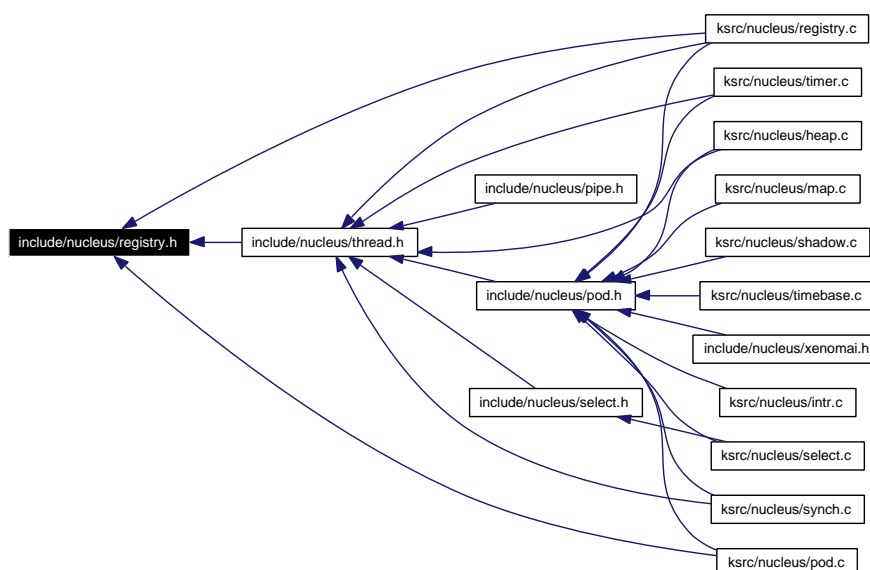 ksrc/nucleus/registry.c
ksrc/nucleus/timer.c
ksrc/nucleus/heap.c
include/nucleus/pipe.h
ksrc/nucleus/map.c
include/nucleus/registry.h
include/nucleus/thread.h
ksrc/nucleus/shadow.c
include/nucleus/pod.h
ksrc/nucleus/timebase.c
include/nucleus/xenomai.h
include/nucleus/select.h
ksrc/nucleus/intr.c
ksrc/nucleus/select.c
ksrc/nucleus/synch.c
ksrc/nucleus/pod.c